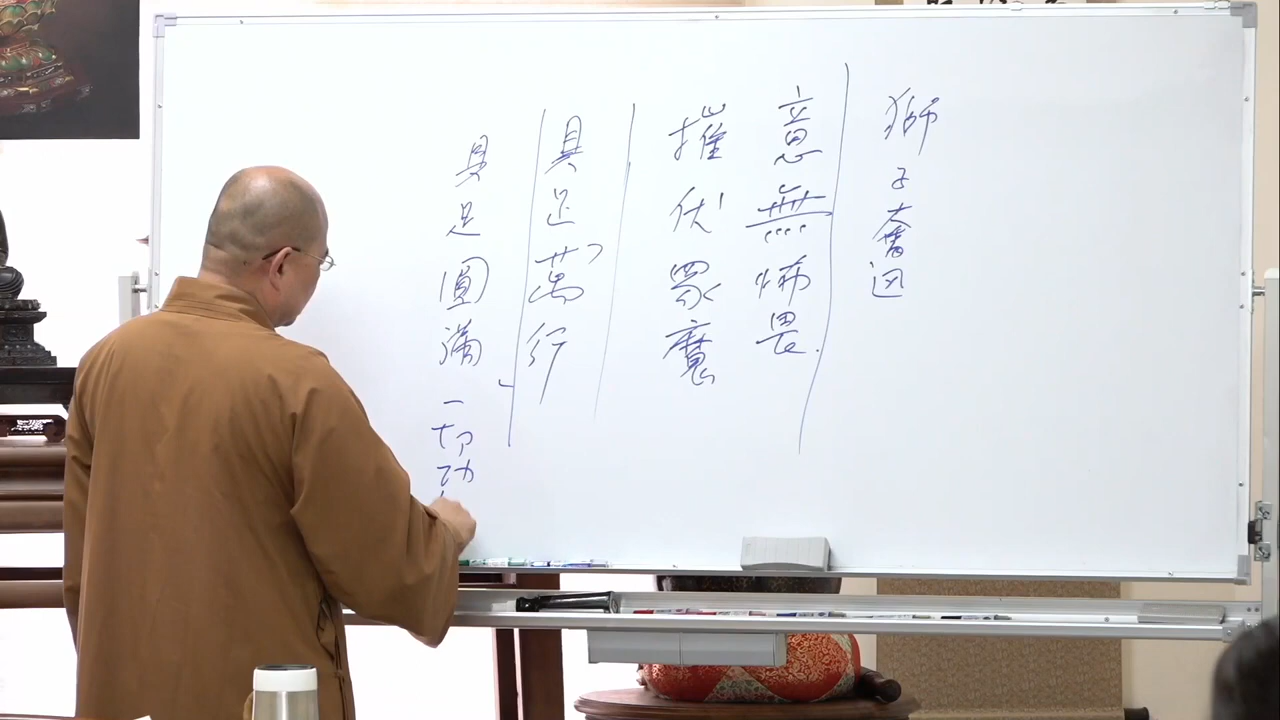 獅子奮迅
意無怖畏
摧伏眾魔
具足萬行
具足圓滿一切功